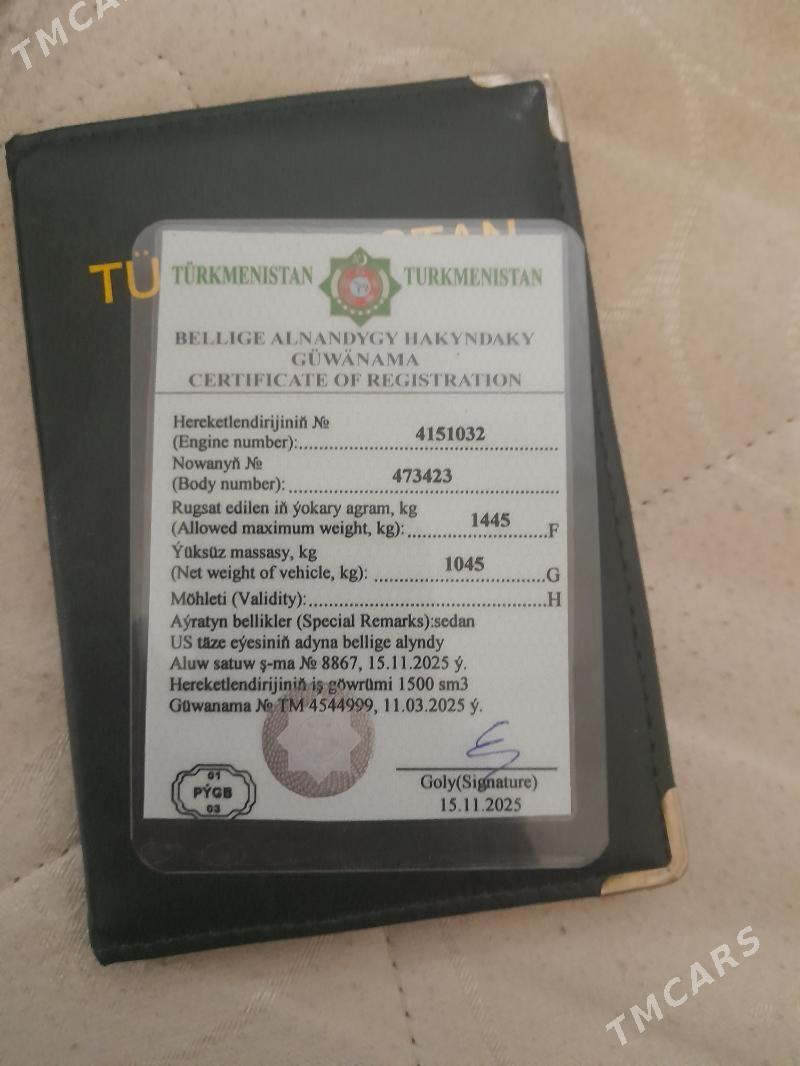 TMCARS
TÜ
STAN
TÜRKMENISTAN TURKMENISTAN
BELLIGE ALNANDYGY HAKYNDAKY
GÜWÄNAMA
CERTIFICATE OF REGISTRATION
Hereketlendirijiniň №
(Engine number): 4151032
Nowanyň №
(Body number): 473423
Rugsat edilen iň ýokary agram, kg
(Allowed maximum weight, kg): 1445 F
Ýüksüz massasy, kg
(Net weight of vehicle, kg): 1045 G
Möhleti (Validity): H
Aýratyn bellikler (Special Remarks):sedan
US täze eýesiniň adyna bellige alyndy
Aluw satuw ş-ma № 8867, 15.11.2025 ý.
Hereketlendirijiniň iş göwrümi 1500 sm3
Güwanama № TM 4544999, 11.03.2025 ý.
01
PÝGB
03
Goly(Signature)
15.11.2025
TMCARS